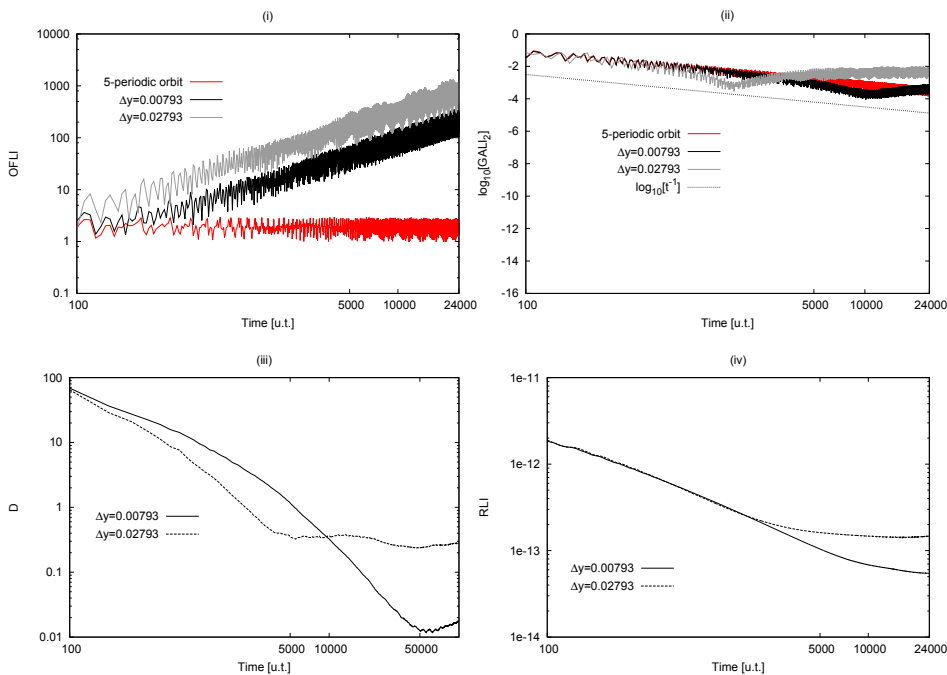 (i)
10000
1000
100
10
1
0.1
OFLI
5-periodic orbit
Δy=0.00793
Δy=0.02793
100
5000
10000
24000
Time [u.t.]
(ii)
0
-2
-4
-6
-8
-10
-12
-14
-16
log10[GALI2]
5-periodic orbit
Δy=0.00793
Δy=0.02793
log10[t-1]
100
5000
10000
24000
Time [u.t.]
(iii)
100
10
1
0.1
0.01
D
Δy=0.00793
Δy=0.02793
100
5000
10000
50000
Time [u.t.]
(iv)
1e-11
1e-12
1e-13
1e-14
RLI
Δy=0.00793
Δy=0.02793
100
5000
10000
24000
Time [u.t.]